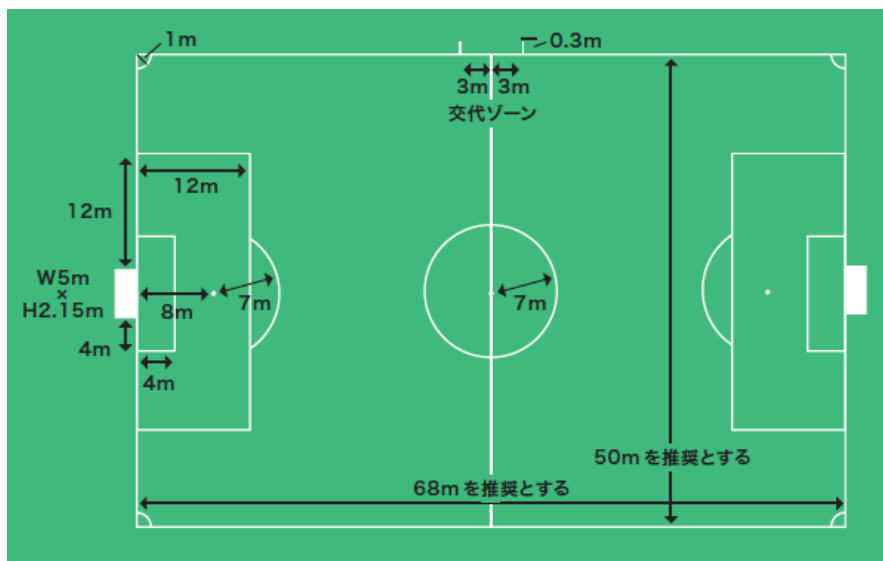 1m
0.3m
3m 3m
交代ゾーン
12m
12m
W5m
×
H2.15m
8m
7m
7m
4m
4m
50mを推奨とする
68mを推奨とする